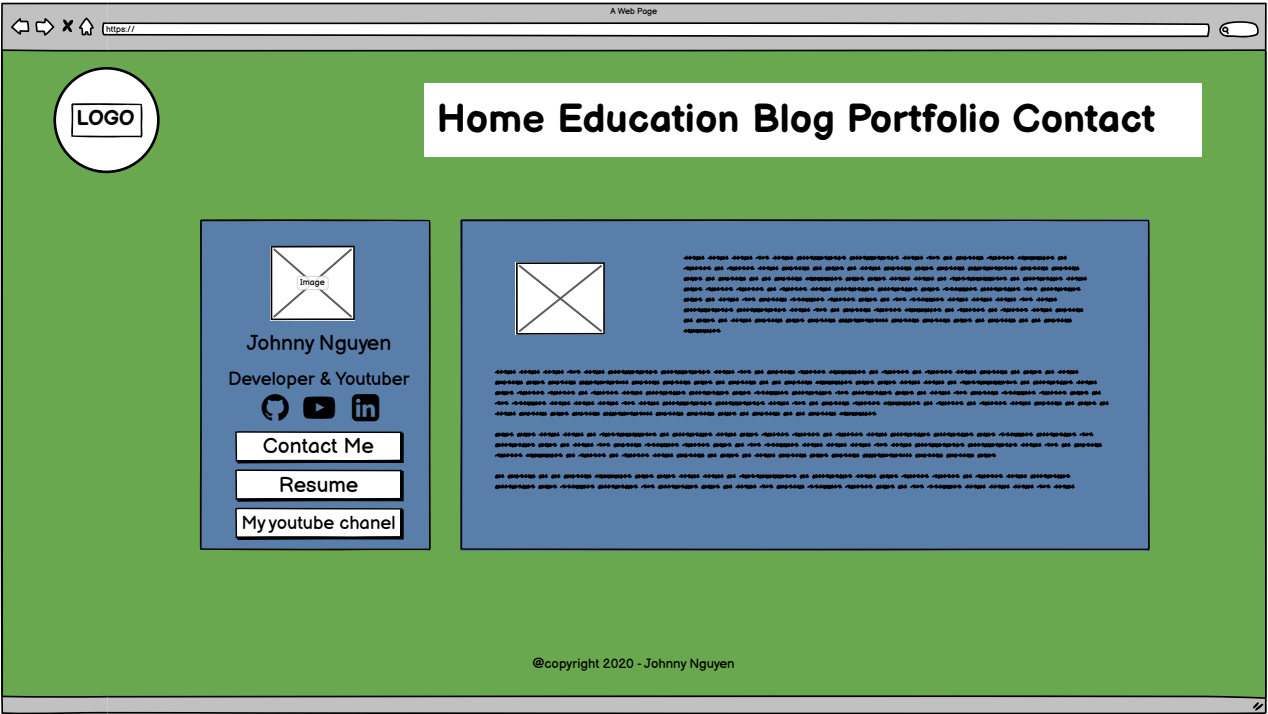 A Web Page
https://
LOGO
Home Education Blog Portfolio Contact
Image
Johnny Nguyen
Developer & Youtuber
in
Contact Me
Resume
My youtube chanel
@copyright 2020 - Johnny Nguyen